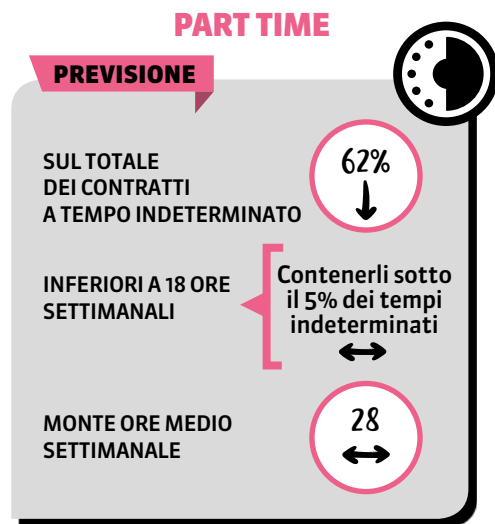 PART TIME
PREVISIONE
SUL TOTALE
DEI CONTRATTI
A TEMPO INDETERMINATO
62%
INFERIORI A 18 ORE
SETTIMANALI
Contenerli sotto
il 5% dei tempi
indeterminati
MONTE ORE MEDIO
SETTIMANALE
28